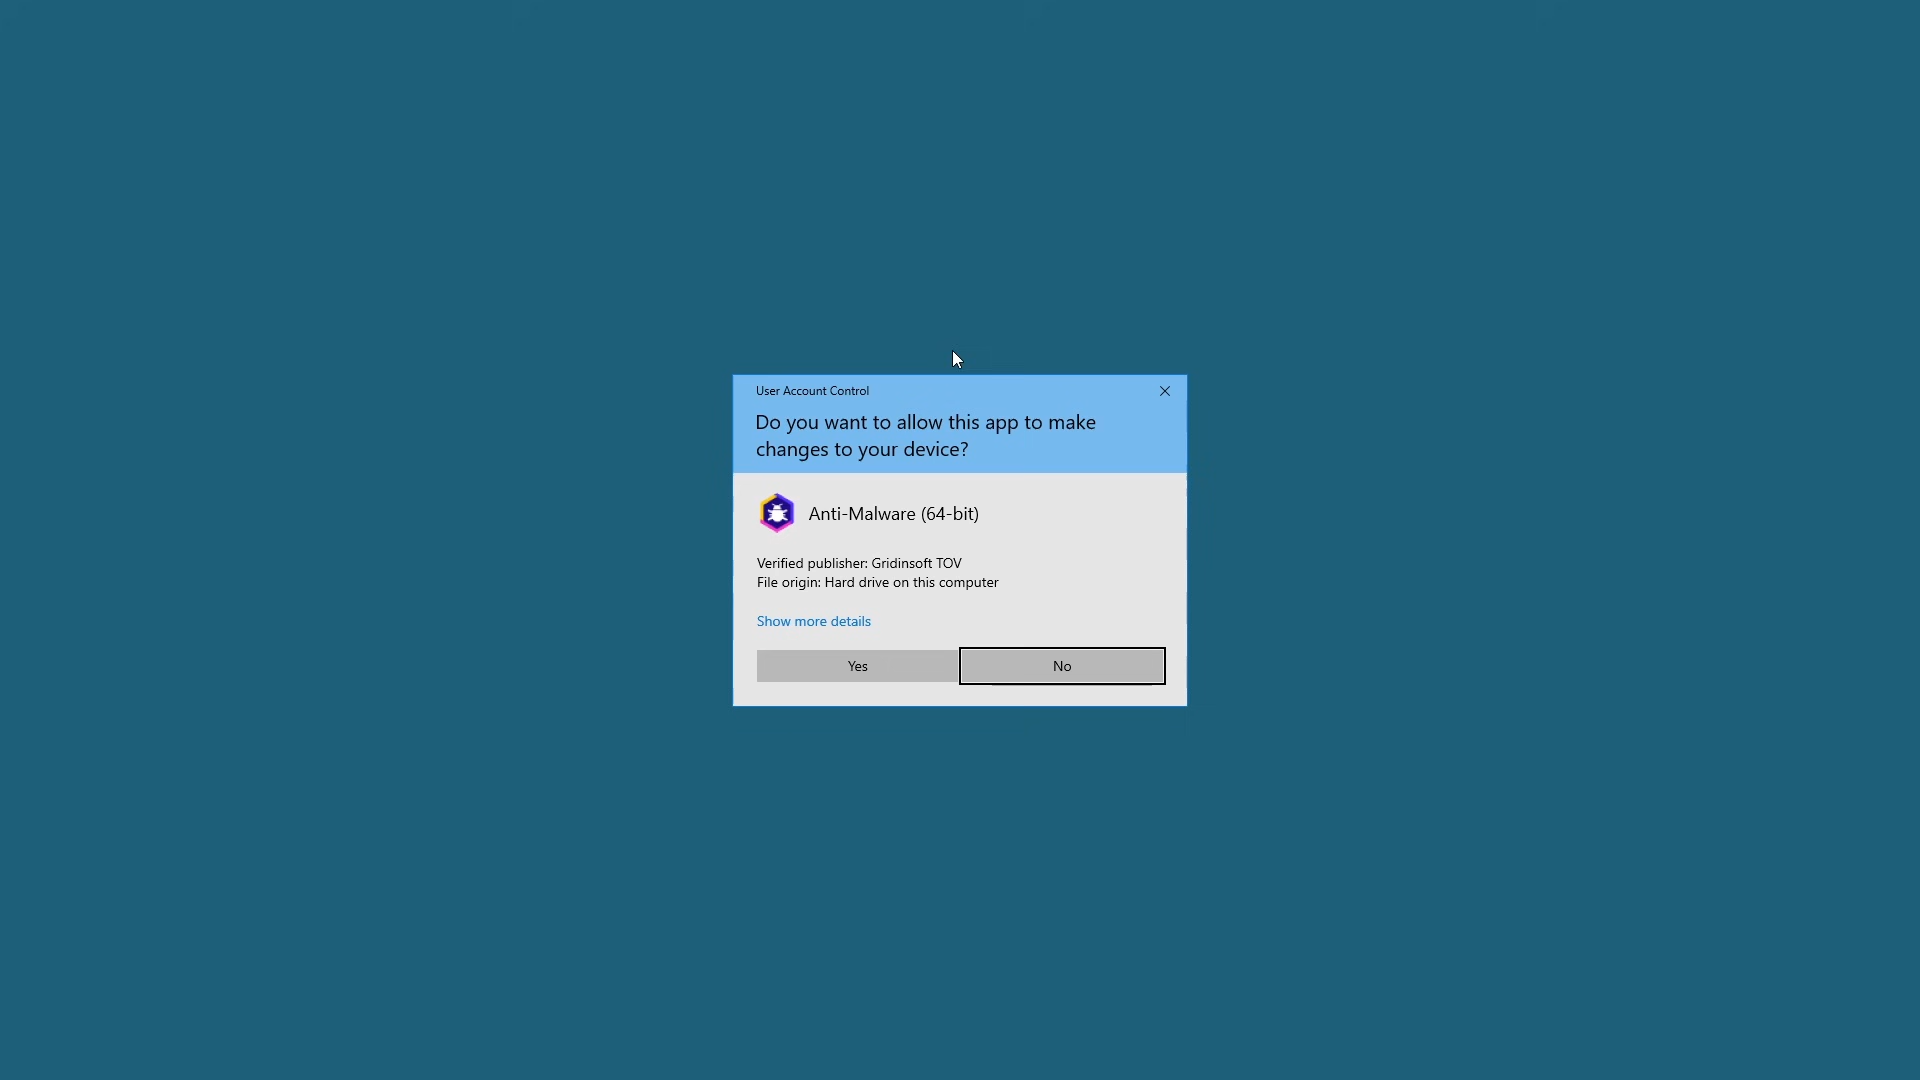 User Account Control
Do you want to allow this app to make
changes to your device?
Anti-Malware (64-bit)
Verified publisher: Gridinsoft TOV
File origin: Hard drive on this computer
Show more details
Yes
No